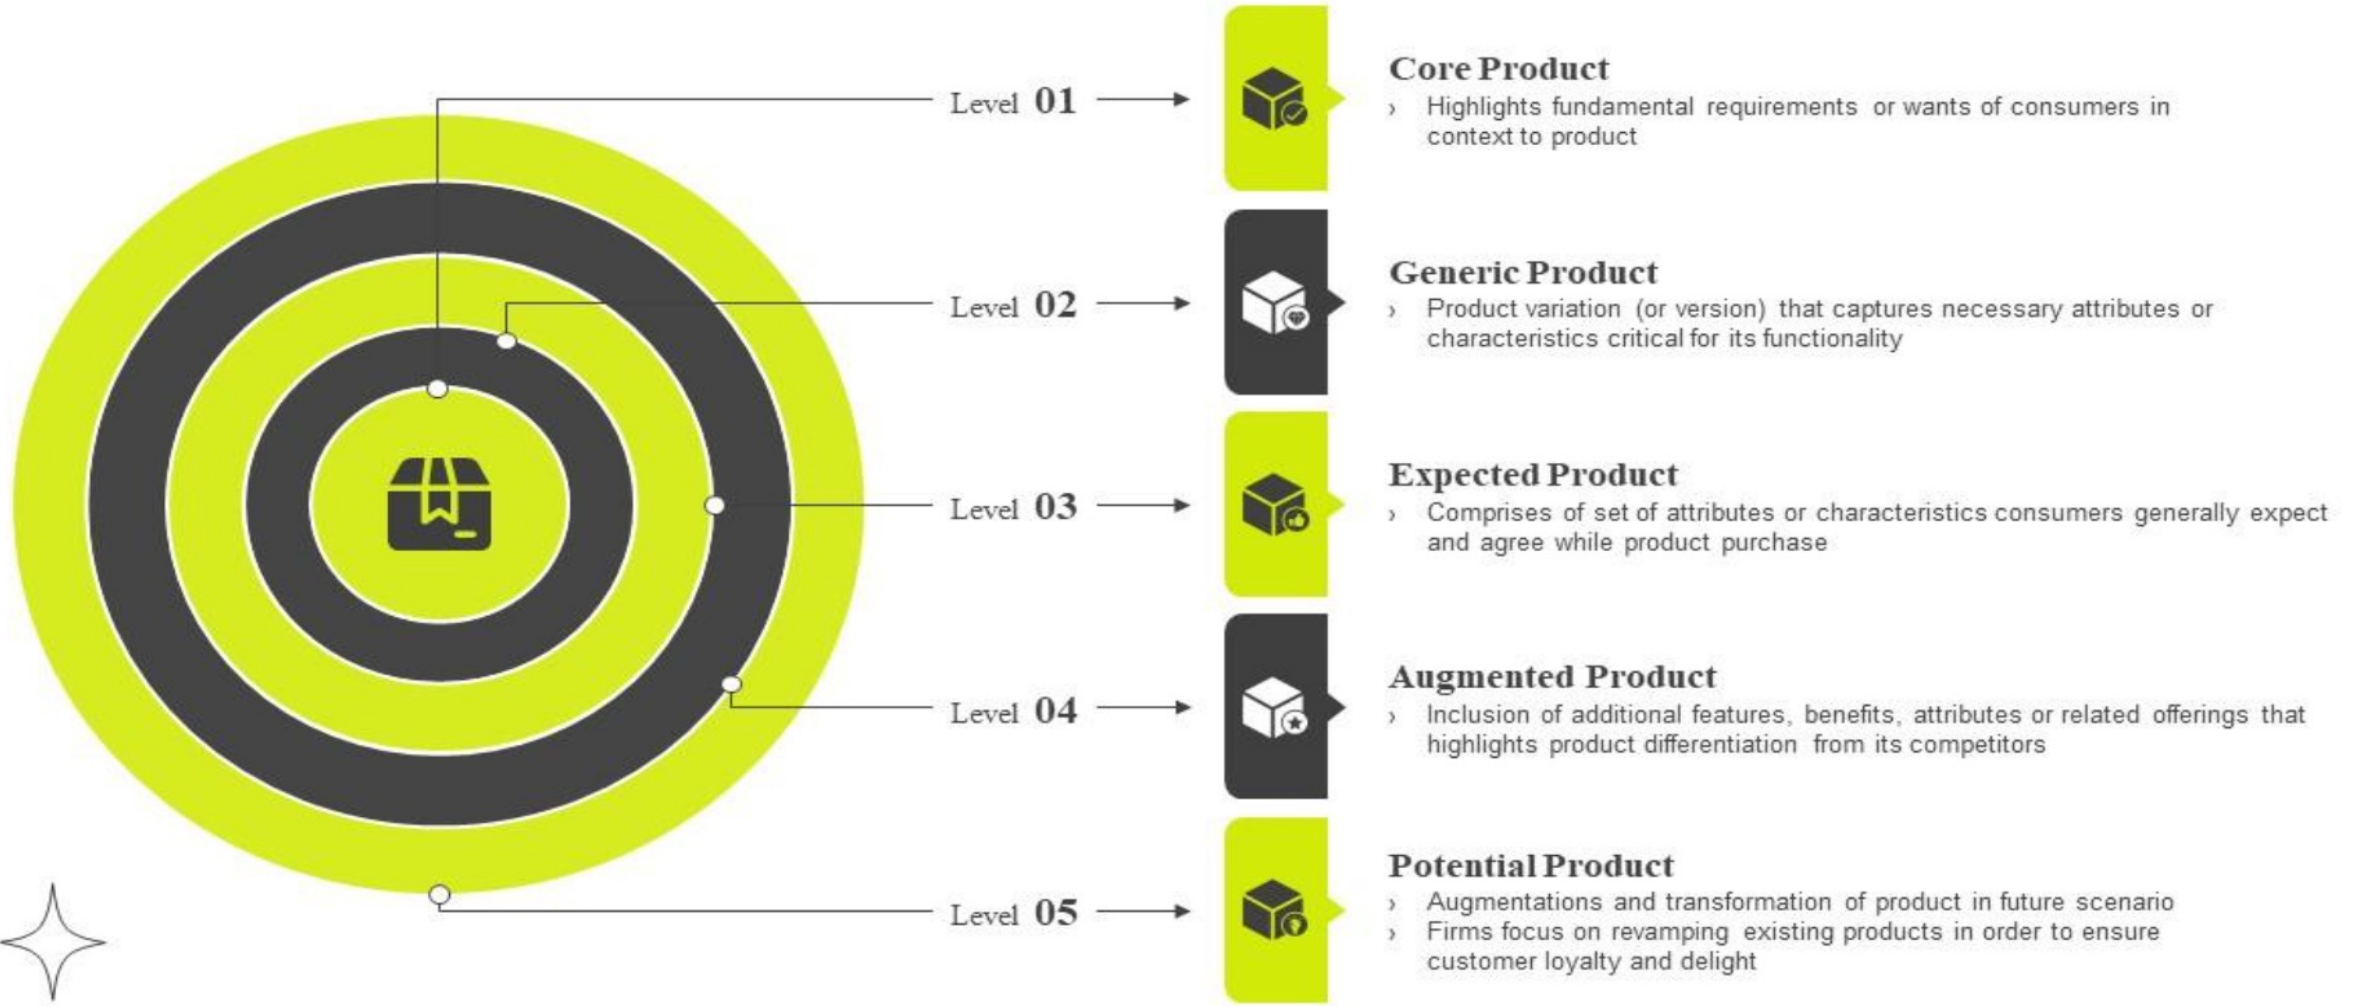 Level 01
Core Product
› Highlights fundamental requirements or wants of consumers in
context to product
Level 02
Generic Product
› Product variation (or version) that captures necessary attributes or
characteristics critical for its functionality
Level 03
Expected Product
› Comprises of set of attributes or characteristics consumers generally expect
and agree while product purchase
Level 04
Augmented Product
› Inclusion of additional features, benefits, attributes or related offerings that
highlights product differentiation from its competitors
Level 05
Potential Product
› Augmentations and transformation of product in future scenario
› Firms focus on revamping existing products in order to ensure
customer loyalty and delight